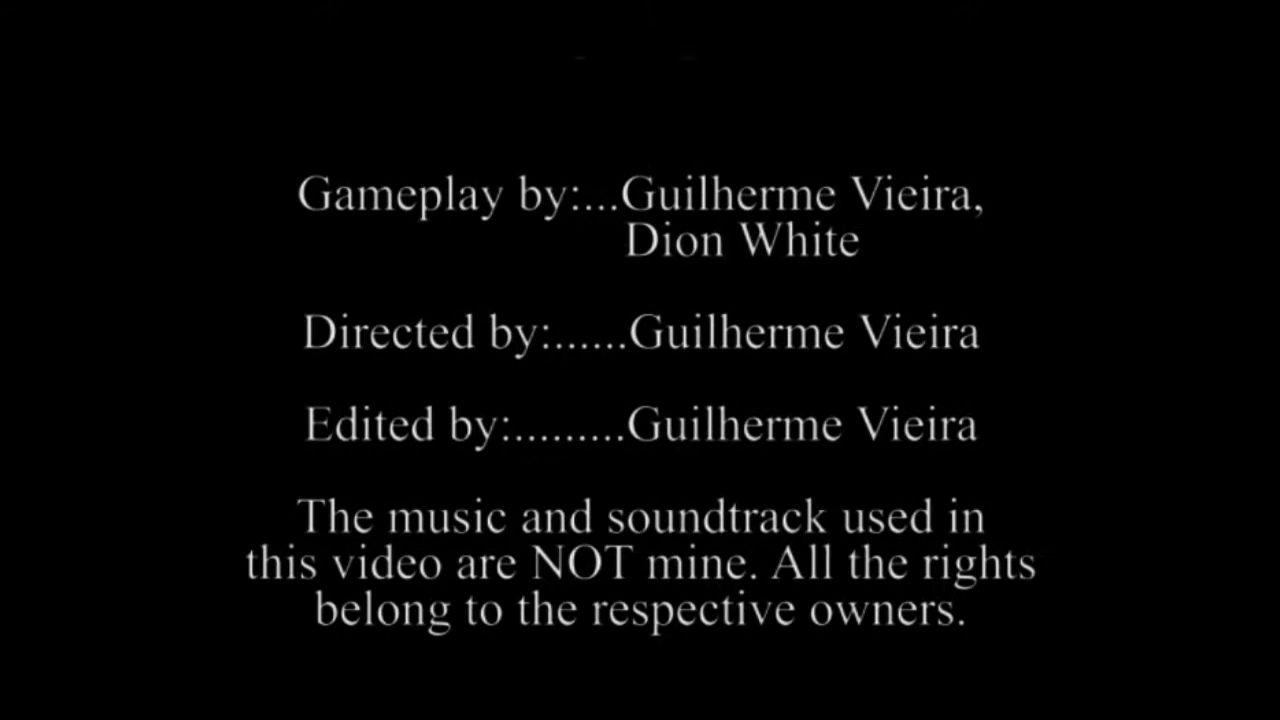 Gameplay by:...Guilherme Vieira,
Dion White
Directed by:......Guilherme Vieira
Edited by:.........Guilherme Vieira
The music and soundtrack used in
this video are NOT mine. All the rights
belong to the respective owners.